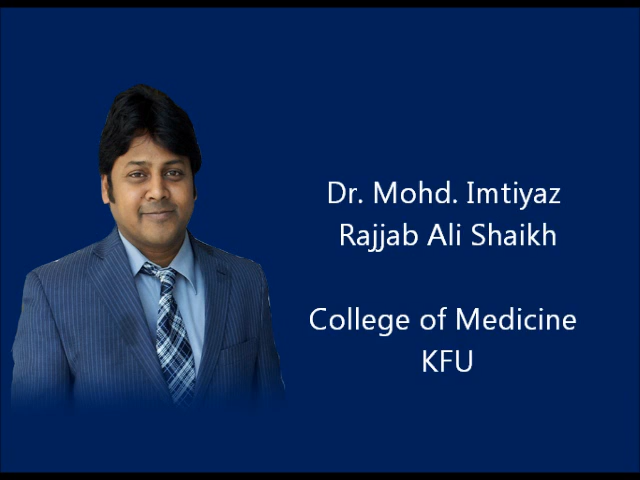 Dr. Mohd. Imtiyaz
Rajjab Ali Shaikh
College of Medicine
KFU